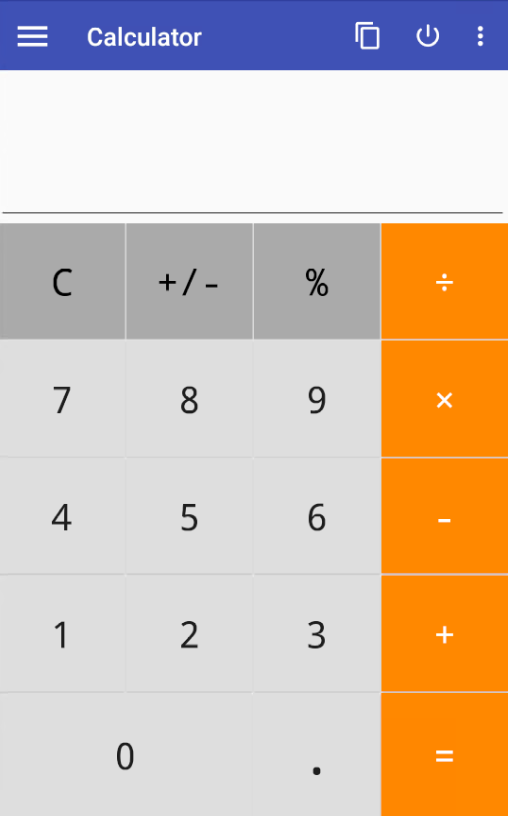 Calculator
C +/- % ÷
7 8 9 ×
4 5 6 -
1 2 3 +
0 . =